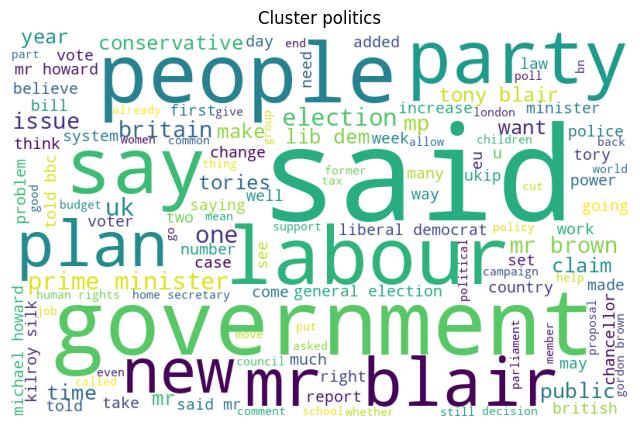 Cluster politics
year
conservative
day
end
added
part
vote
people
need
party
law
bn
mr howard
poll
believe
tony blair
bill
already
first
give
increase
london
minister
issue
britain
make
group
election
mp
want
police
system
women
common
lib dem
week
allow
children
back
think
change
say
said
eu
u
tory
world
problem
good
told bbc
tories
thing
former
tax
many
ukip
cut
power
budget
uk
saying
well
way
going
voter
two
mean
support
liberal democrat
policy
work
plan
go
one
number
case
see
labour
political
mr brown
set
campaign
claim
prime minister
country
help
human rights
home secretary
come
general election
made
michael howard
kilroy silk
job
government
move
put
asked
parliament
member
proposal
chancellor
gordon brown
even
new
council
much
mr blair
may
called
right
time
report
public
told
take
mr
said mr
comment
school
whether
still
decision
british